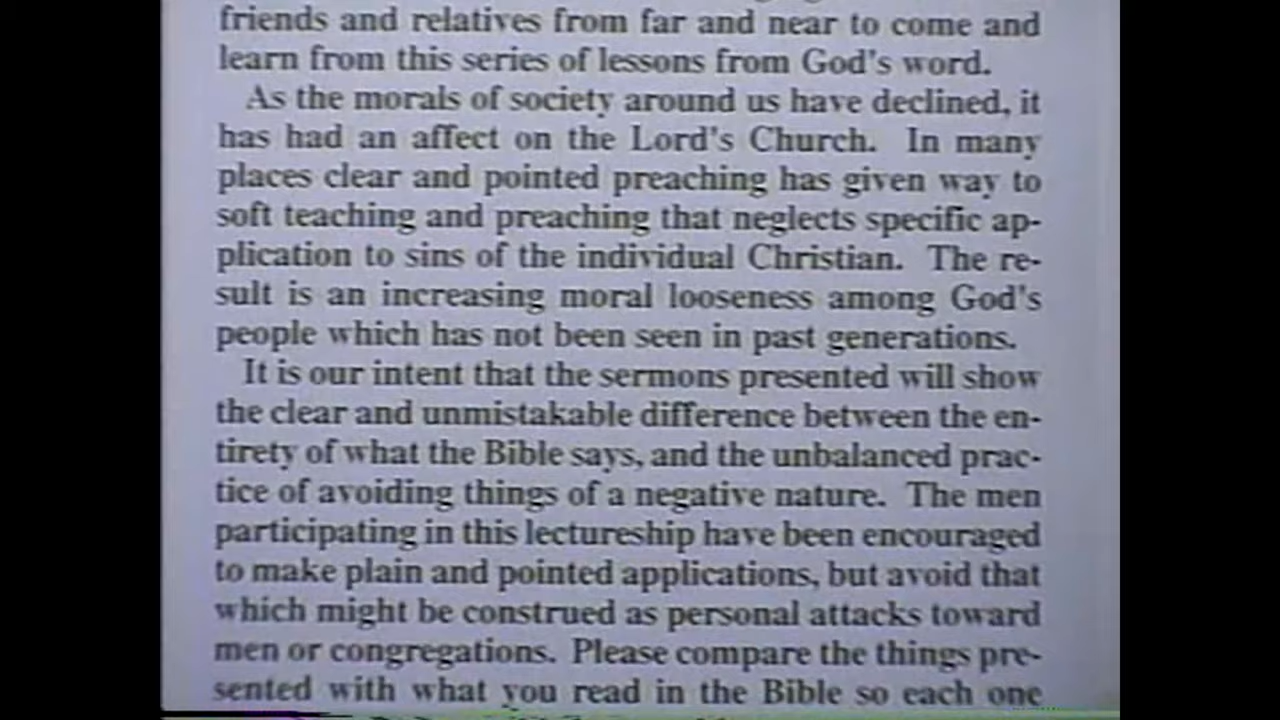 friends and relatives from far and near to come and
learn from this series of lessons from God's word.
As the morals of society around us have declined, it
has had an affect on the Lord's Church. In many
places clear and pointed preaching has given way to
soft teaching and preaching that neglects specific ap-
plication to sins of the individual Christian. The re-
sult is an increasing moral looseness among God's
people which has not been seen in past generations.
It is our intent that the sermons presented will show
the clear and unmistakable difference between the en-
tirety of what the Bible says, and the unbalanced prac-
tice of avoiding things of a negative nature. The men
participating in this lectureship have been encouraged
to make plain and pointed applications, but avoid that
which might be construed as personal attacks toward
men or congregations. Please compare the things pre-
sented with what you read in the Bible so each one